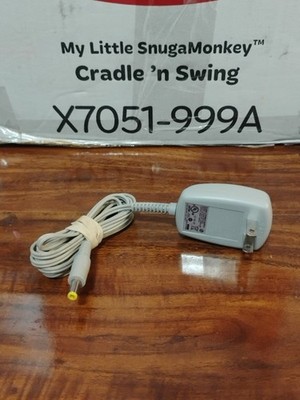 My Little SnugaMonkey™
Cradle 'n Swing
X7051-999A